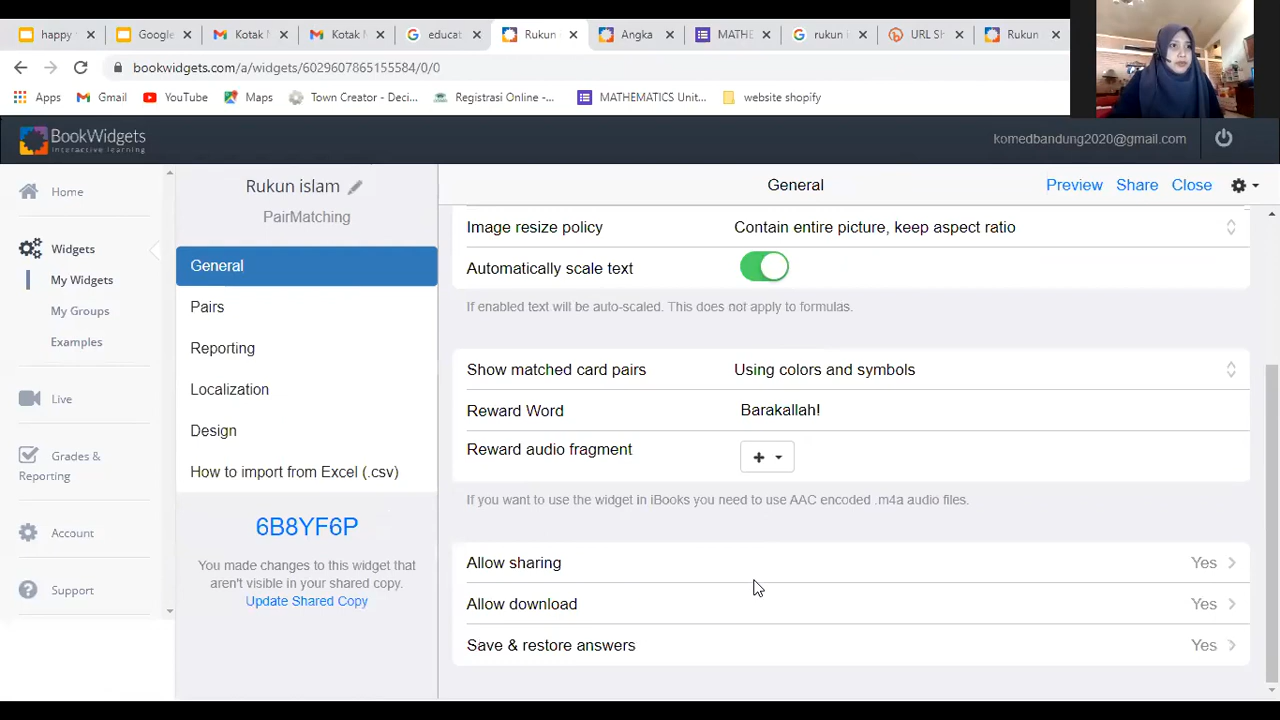 happy
Google
Kotak M
Kotak M
educat
Rukun
Angka
MATHE
rukun i
URL Sh
Rukun
bookwidgets.com/a/widgets/6029607865155584/0/0
Apps
Gmail
YouTube
Maps
Town Creator - Deci...
Registrasi Online -...
MATHEMATICS Unit...
website shopify
BookWidgets
interactive learning
komedbandung2020@gmail.com
Home
Widgets
My Widgets
My Groups
Examples
Live
Grades &
Reporting
Account
Support
Rukun islam
PairMatching
General
Pairs
Reporting
Localization
Design
How to import from Excel (.csv)
6B8YF6P
You made changes to this widget that
aren't visible in your shared copy.
Update Shared Copy
General
Preview Share Close
Image resize policy Contain entire picture, keep aspect ratio
Automatically scale text
If enabled text will be auto-scaled. This does not apply to formulas.
Show matched card pairs Using colors and symbols
Reward Word Barakallah!
Reward audio fragment
If you want to use the widget in iBooks you need to use AAC encoded .m4a audio files.
Allow sharing Yes
Allow download Yes
Save & restore answers Yes